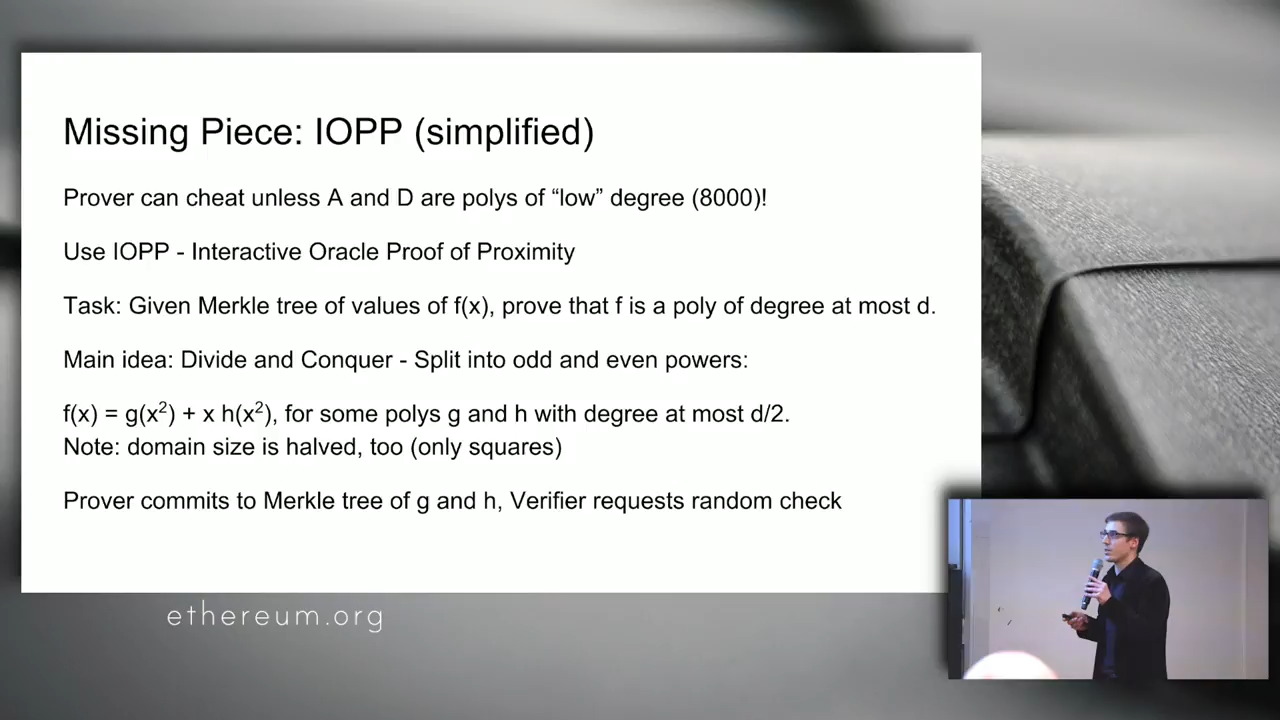 Missing Piece: IOPP (simplified)
Prover can cheat unless A and D are polys of “low” degree (8000)!
Use IOPP - Interactive Oracle Proof of Proximity
Task: Given Merkle tree of values of f(x), prove that f is a poly of degree at most d.
Main idea: Divide and Conquer - Split into odd and even powers:
f(x) = g(x²) + x h(x²), for some polys g and h with degree at most d/2.
Note: domain size is halved, too (only squares)
Prover commits to Merkle tree of g and h, Verifier requests random check
ethereum.org